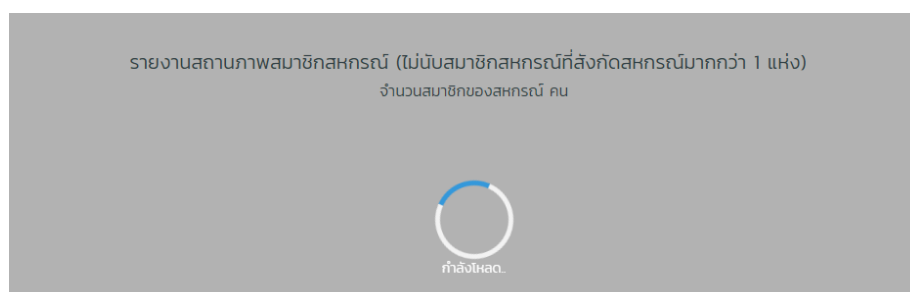 รายงานสถานภาพสมาชิกสหกรณ์ (ไม่นับสมาชิกสหกรณ์ที่สังกัดสหกรณ์มากกว่า 1 แห่ง)
จำนวนสมาชิกของสหกรณ์ คน
กำลังโหลด..